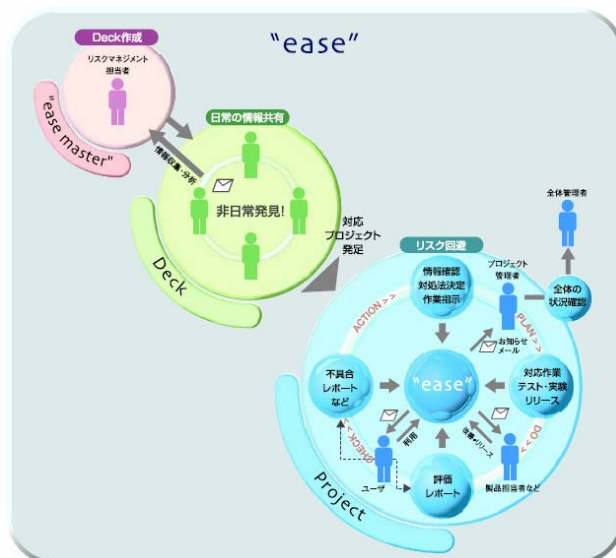 "ease"
Deck作成
リスクマネジメント
担当者
"ease master"
日常の情報共有
情報収集・分析
非日常発見!
Deck
対応
プロジェクト
発足
全体管理者
リスク回避
情報確認
対処法決定
作業指示
プロジェクト
管理者
全体の
状況確認
ACTION>>
PLAN>>
お知らせ
メール
不具合
レポート
など
"ease"
対応作業
テスト・実験
リリース
CHECK>>
利用
改善・リリース
DO>>
ユーザ
評価
レポート
製品担当者など
Project